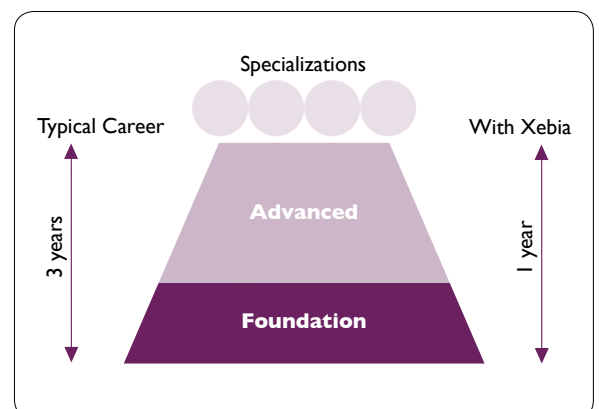 Specializations
Typical Career
With Xebia
3 years
Advanced
1 year
Foundation